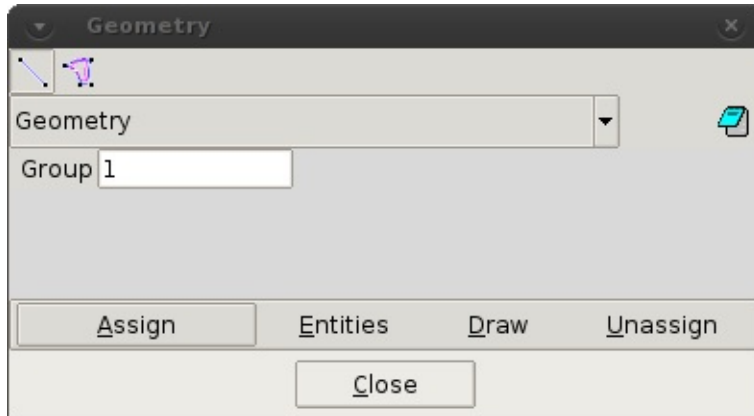 Geometry
Geometry
Group 1
Assign Entities Draw Unassign
Close